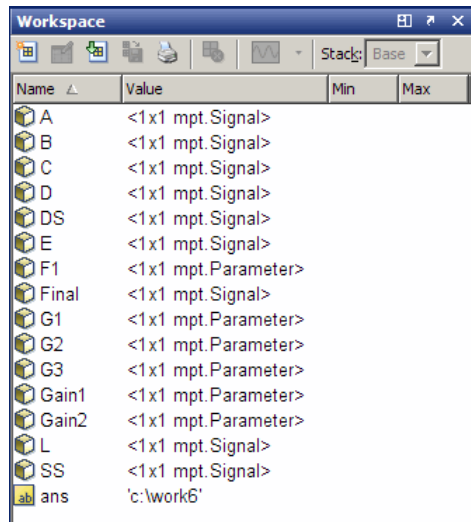 Workspace
Stack: Base
Name Value Min Max
A <1x1 mpt.Signal>
B <1x1 mpt.Signal>
C <1x1 mpt.Signal>
D <1x1 mpt.Signal>
DS <1x1 mpt.Signal>
E <1x1 mpt.Signal>
F1 <1x1 mpt.Parameter>
Final <1x1 mpt.Signal>
G1 <1x1 mpt.Parameter>
G2 <1x1 mpt.Parameter>
G3 <1x1 mpt.Parameter>
Gain1 <1x1 mpt.Parameter>
Gain2 <1x1 mpt.Parameter>
L <1x1 mpt.Signal>
SS <1x1 mpt.Signal>
ab ans 'c:\work6'